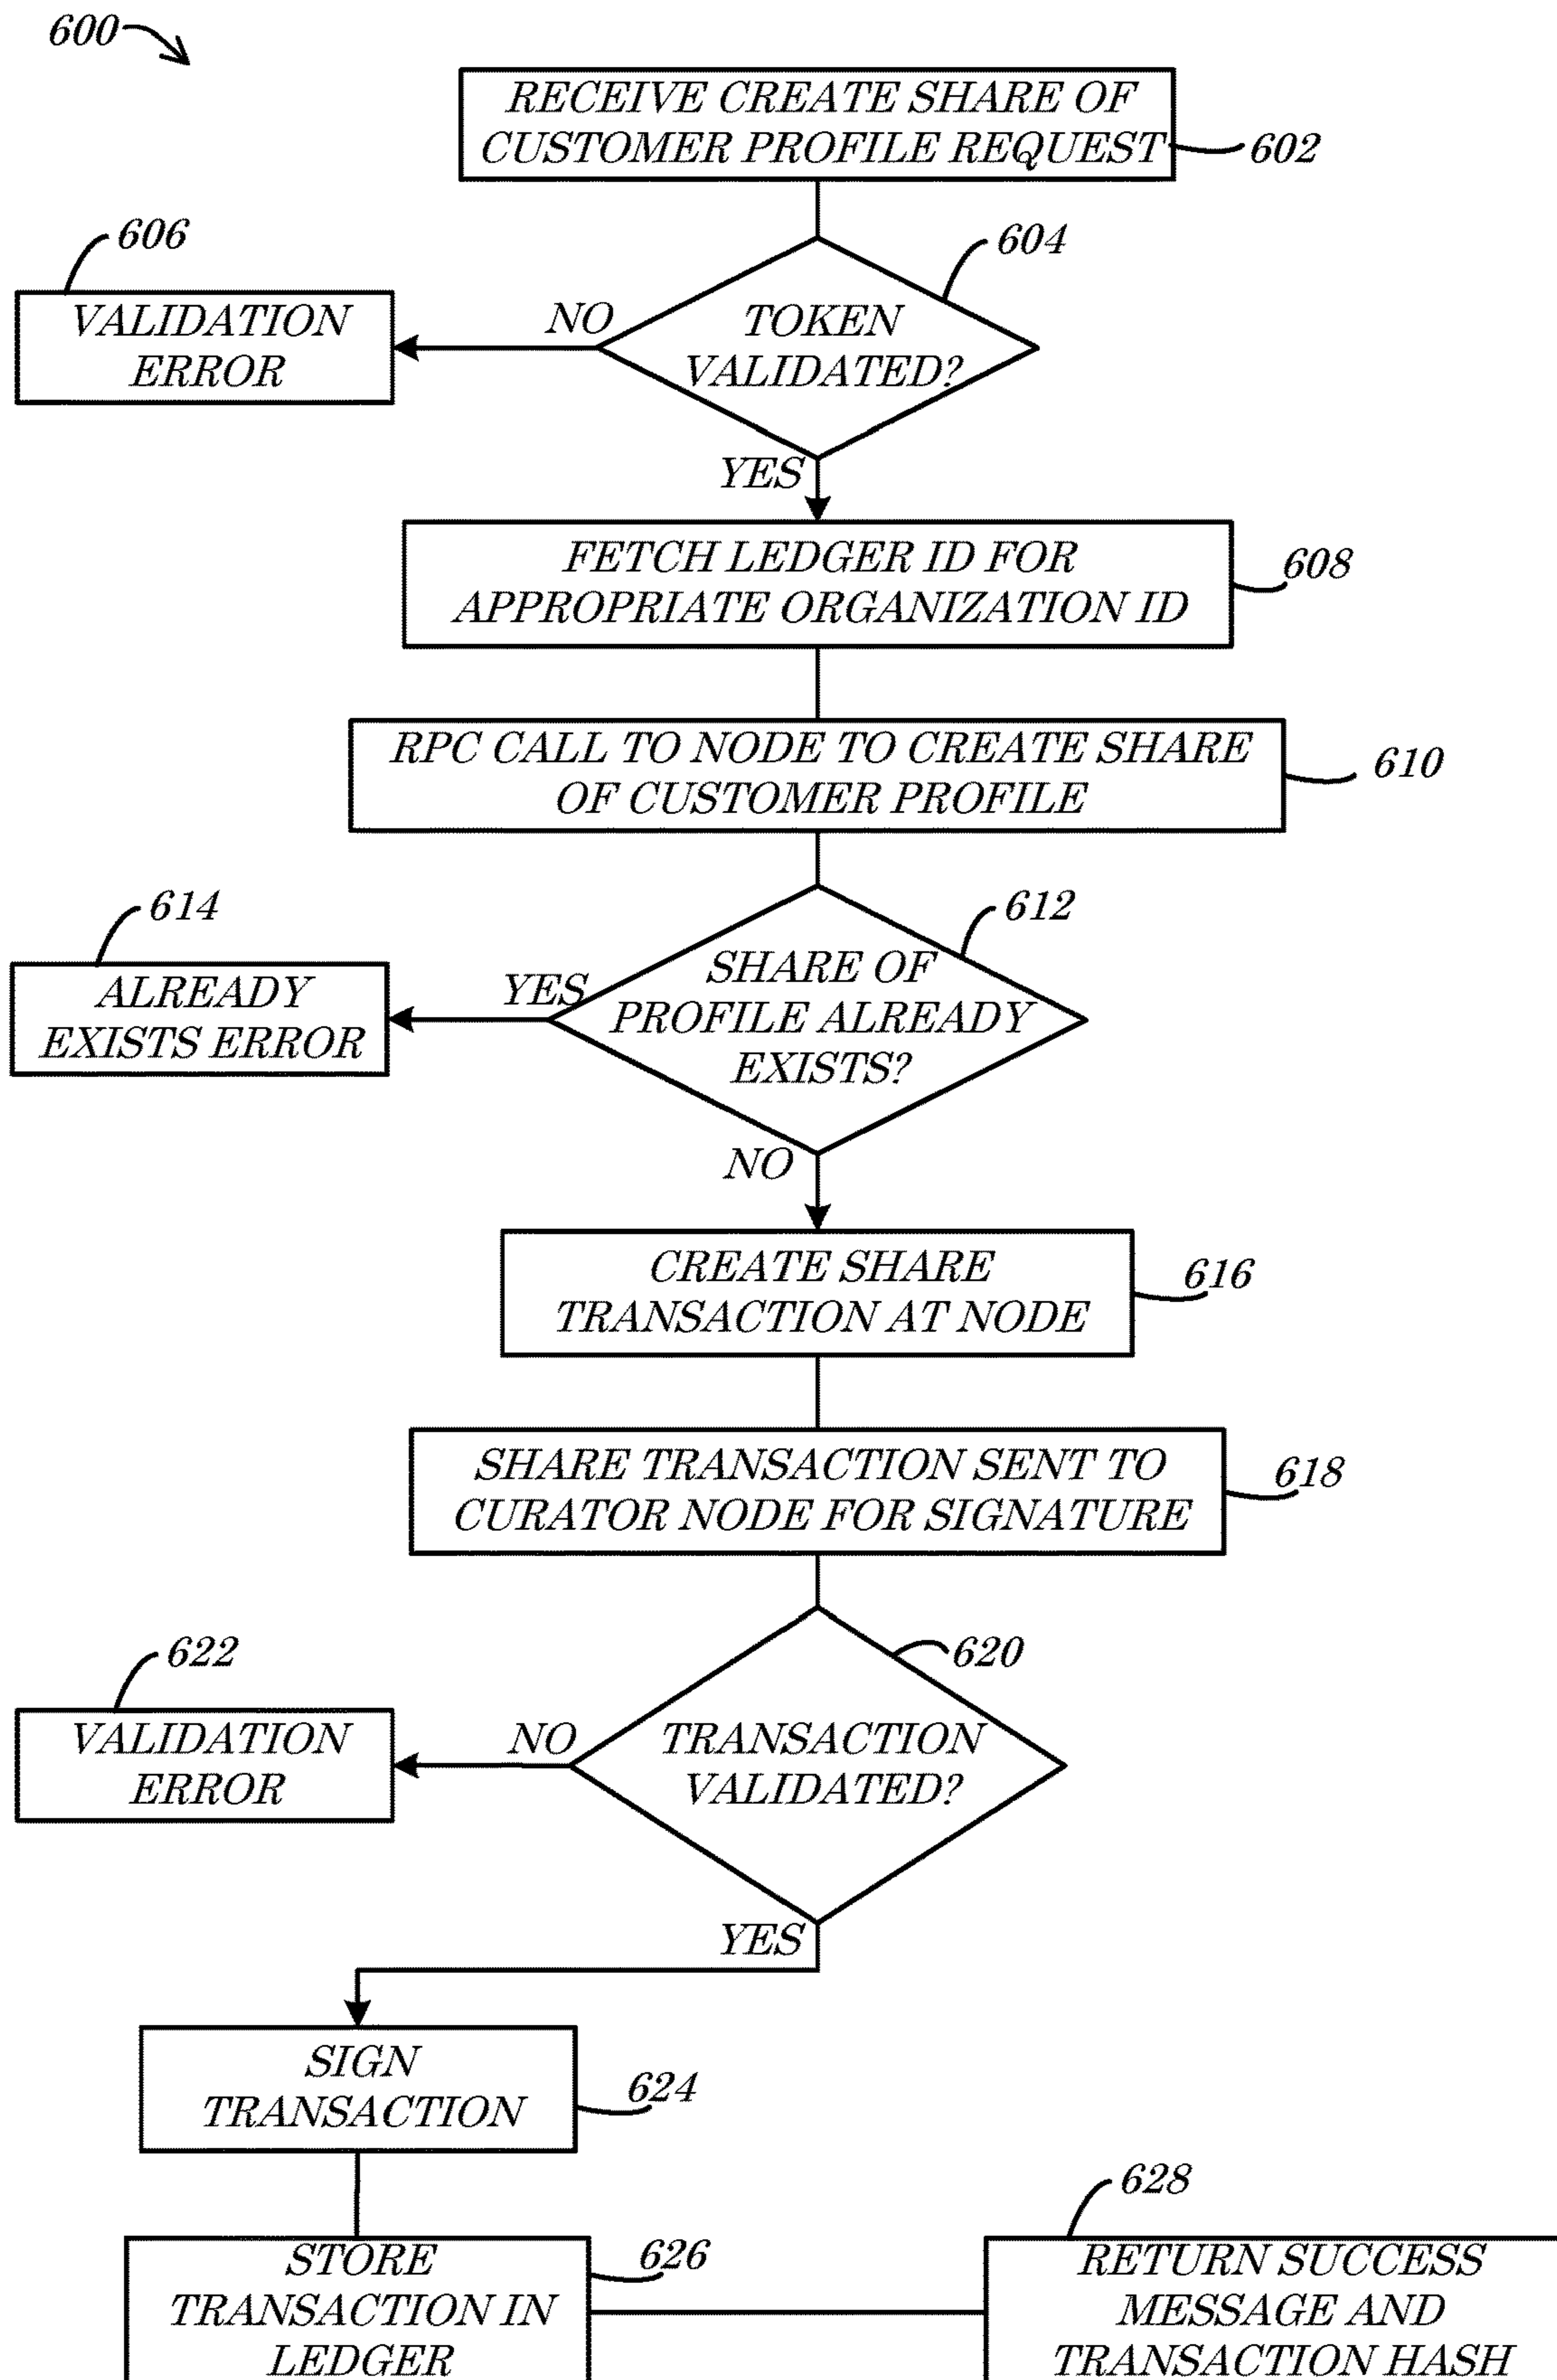 600
RECEIVE CREATE SHARE OF
CUSTOMER PROFILE REQUEST
602
606
604
VALIDATION
ERROR
NO
TOKEN
VALIDATED?
YES
FETCH LEDGER ID FOR
APPROPRIATE ORGANIZATION ID
608
RPC CALL TO NODE TO CREATE SHARE
OF CUSTOMER PROFILE
610
614
612
ALREADY
EXISTS ERROR
YES
SHARE OF
PROFILE ALREADY
EXISTS?
NO
CREATE SHARE
TRANSACTION AT NODE
616
SHARE TRANSACTION SENT TO
CURATOR NODE FOR SIGNATURE
618
622
620
VALIDATION
ERROR
NO
TRANSACTION
VALIDATED?
YES
SIGN
TRANSACTION
624
628
STORE
TRANSACTION IN
LEDGER
626
RETURN SUCCESS
MESSAGE AND
TRANSACTION HASH